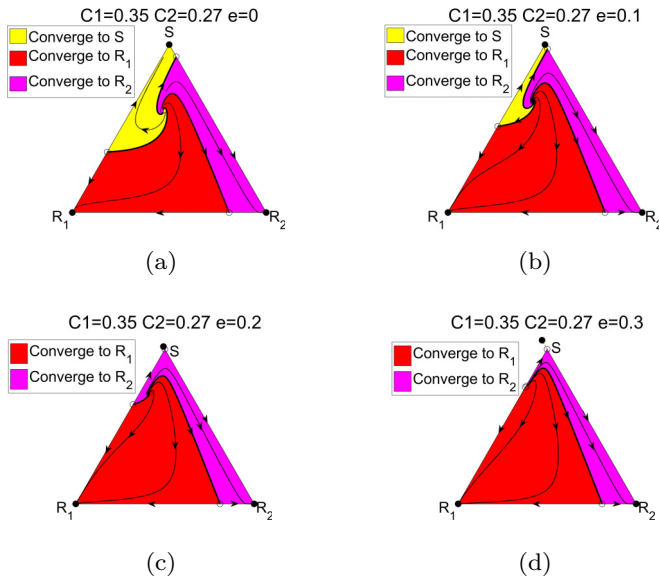 C1=0.35 C2=0.27 e=0
Converge to S
Converge to R1
Converge to R2
S
R1
R2
(a)
C1=0.35 C2=0.27 e=0.1
Converge to S
Converge to R1
Converge to R2
S
R1
R2
(b)
C1=0.35 C2=0.27 e=0.2
Converge to R1
Converge to R2
S
R1
R2
(c)
C1=0.35 C2=0.27 e=0.3
Converge to R1
Converge to R2
S
R1
R2
(d)